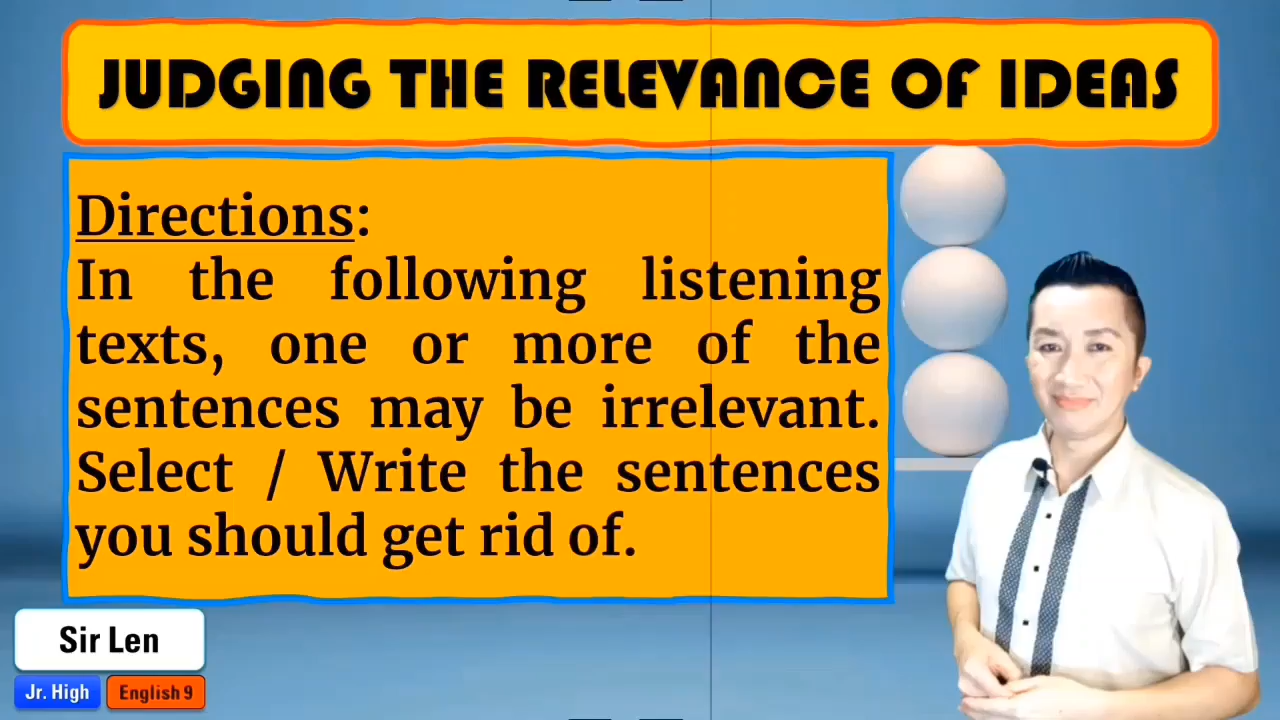 JUDGING THE RELEVANCE OF IDEAS
Directions:
In the following listening
texts, one or more of the
sentences may be irrelevant.
Select / Write the sentences
you should get rid of.
Sir Len
Jr. High
English 9